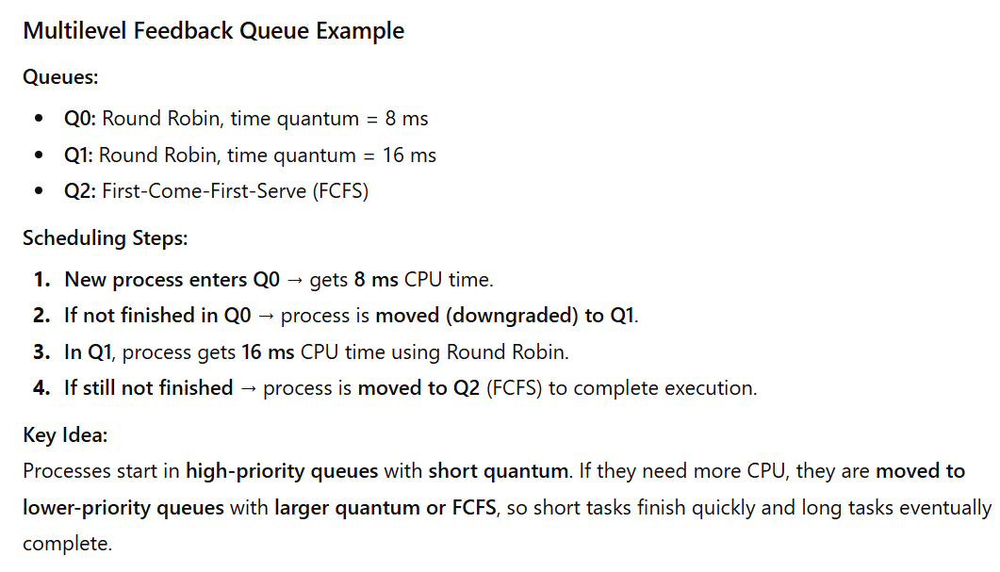 Multilevel Feedback Queue Example
Queues:
• Q0: Round Robin, time quantum = 8 ms
• Q1: Round Robin, time quantum = 16 ms
• Q2: First-Come-First-Serve (FCFS)
Scheduling Steps:
1. New process enters Q0 → gets 8 ms CPU time.
2. If not finished in Q0 → process is moved (downgraded) to Q1.
3. In Q1, process gets 16 ms CPU time using Round Robin.
4. If still not finished → process is moved to Q2 (FCFS) to complete execution.
Key Idea:
Processes start in high-priority queues with short quantum. If they need more CPU, they are moved to
lower-priority queues with larger quantum or FCFS, so short tasks finish quickly and long tasks eventually
complete.